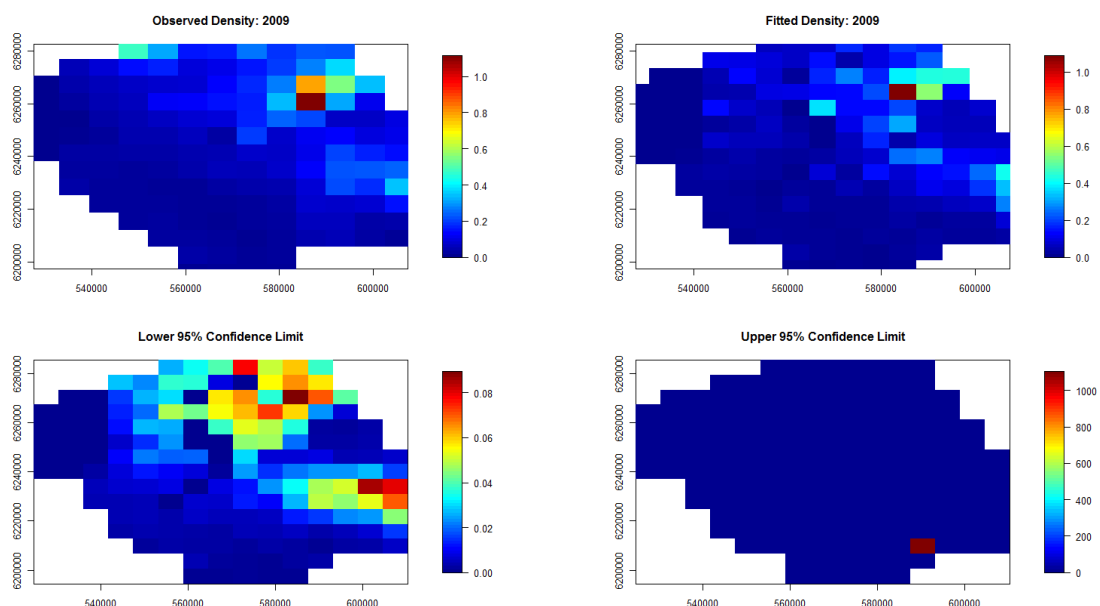 Observed Density: 2009
6200000 6220000 6240000 6260000 6280000
540000 560000 580000 600000
1.0
0.8
0.6
0.4
0.2
0.0
Fitted Density: 2009
6200000 6220000 6240000 6260000 6280000
540000 560000 580000 600000
1.0
0.8
0.6
0.4
0.2
0.0
Lower 95% Confidence Limit
6200000 6220000 6240000 6260000 6280000
540000 560000 580000 600000
0.08
0.06
0.04
0.02
0.00
Upper 95% Confidence Limit
6200000 6220000 6240000 6260000 6280000
540000 560000 580000 600000
1000
800
600
400
200
0